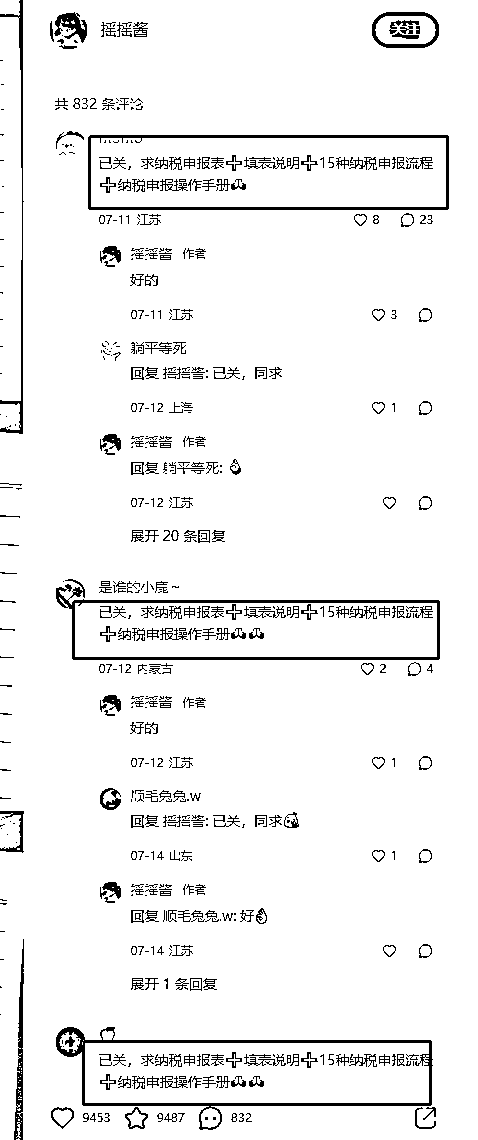 摇摇酱
关注
共 832 条评论
momo
已关，求纳税申报表➕填表说明➕15种纳税申报流程
➕纳税申报操作手册🙏
07-11 江苏 8 23
摇摇酱 作者
好的
07-11 江苏 3
躺平等死
回复 摇摇酱: 已关，同求
07-12 上海 1
摇摇酱 作者
回复 躺平等死: 👌
07-12 江苏
展开 20 条回复
是谁的小鹿~
已关，求纳税申报表➕填表说明➕15种纳税申报流程
➕纳税申报操作手册🙏🙏
07-12 内蒙古 2 4
摇摇酱 作者
好的
07-12 江苏 1
顺毛兔兔.w
回复 摇摇酱: 已关，同求
07-14 山东 1
摇摇酱 作者
回复 顺毛兔兔.w: 好
07-14 江苏
展开 1 条回复
已关，求纳税申报表➕填表说明➕15种纳税申报流程
➕纳税申报操作手册🙏🙏
9453 9487 832